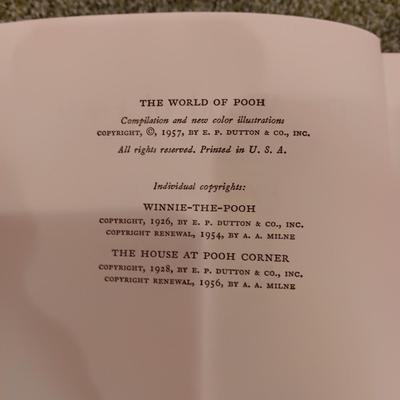 THE WORLD OF POOH
Compilation and new color illustrations
COPYRIGHT, ©, 1957, BY E. P. DUTTON & CO., INC.
All rights reserved. Printed in U. S. A.
Individual copyrights:
WINNIE-THE-POOH
COPYRIGHT, 1926, BY E. P. DUTTON & CO., INC.
COPYRIGHT RENEWAL, 1954, BY A. A. MILNE
THE HOUSE AT POOH CORNER
COPYRIGHT, 1928, BY E. P. DUTTON & CO., INC.
COPYRIGHT RENEWAL, 1956, BY A. A. MILNE